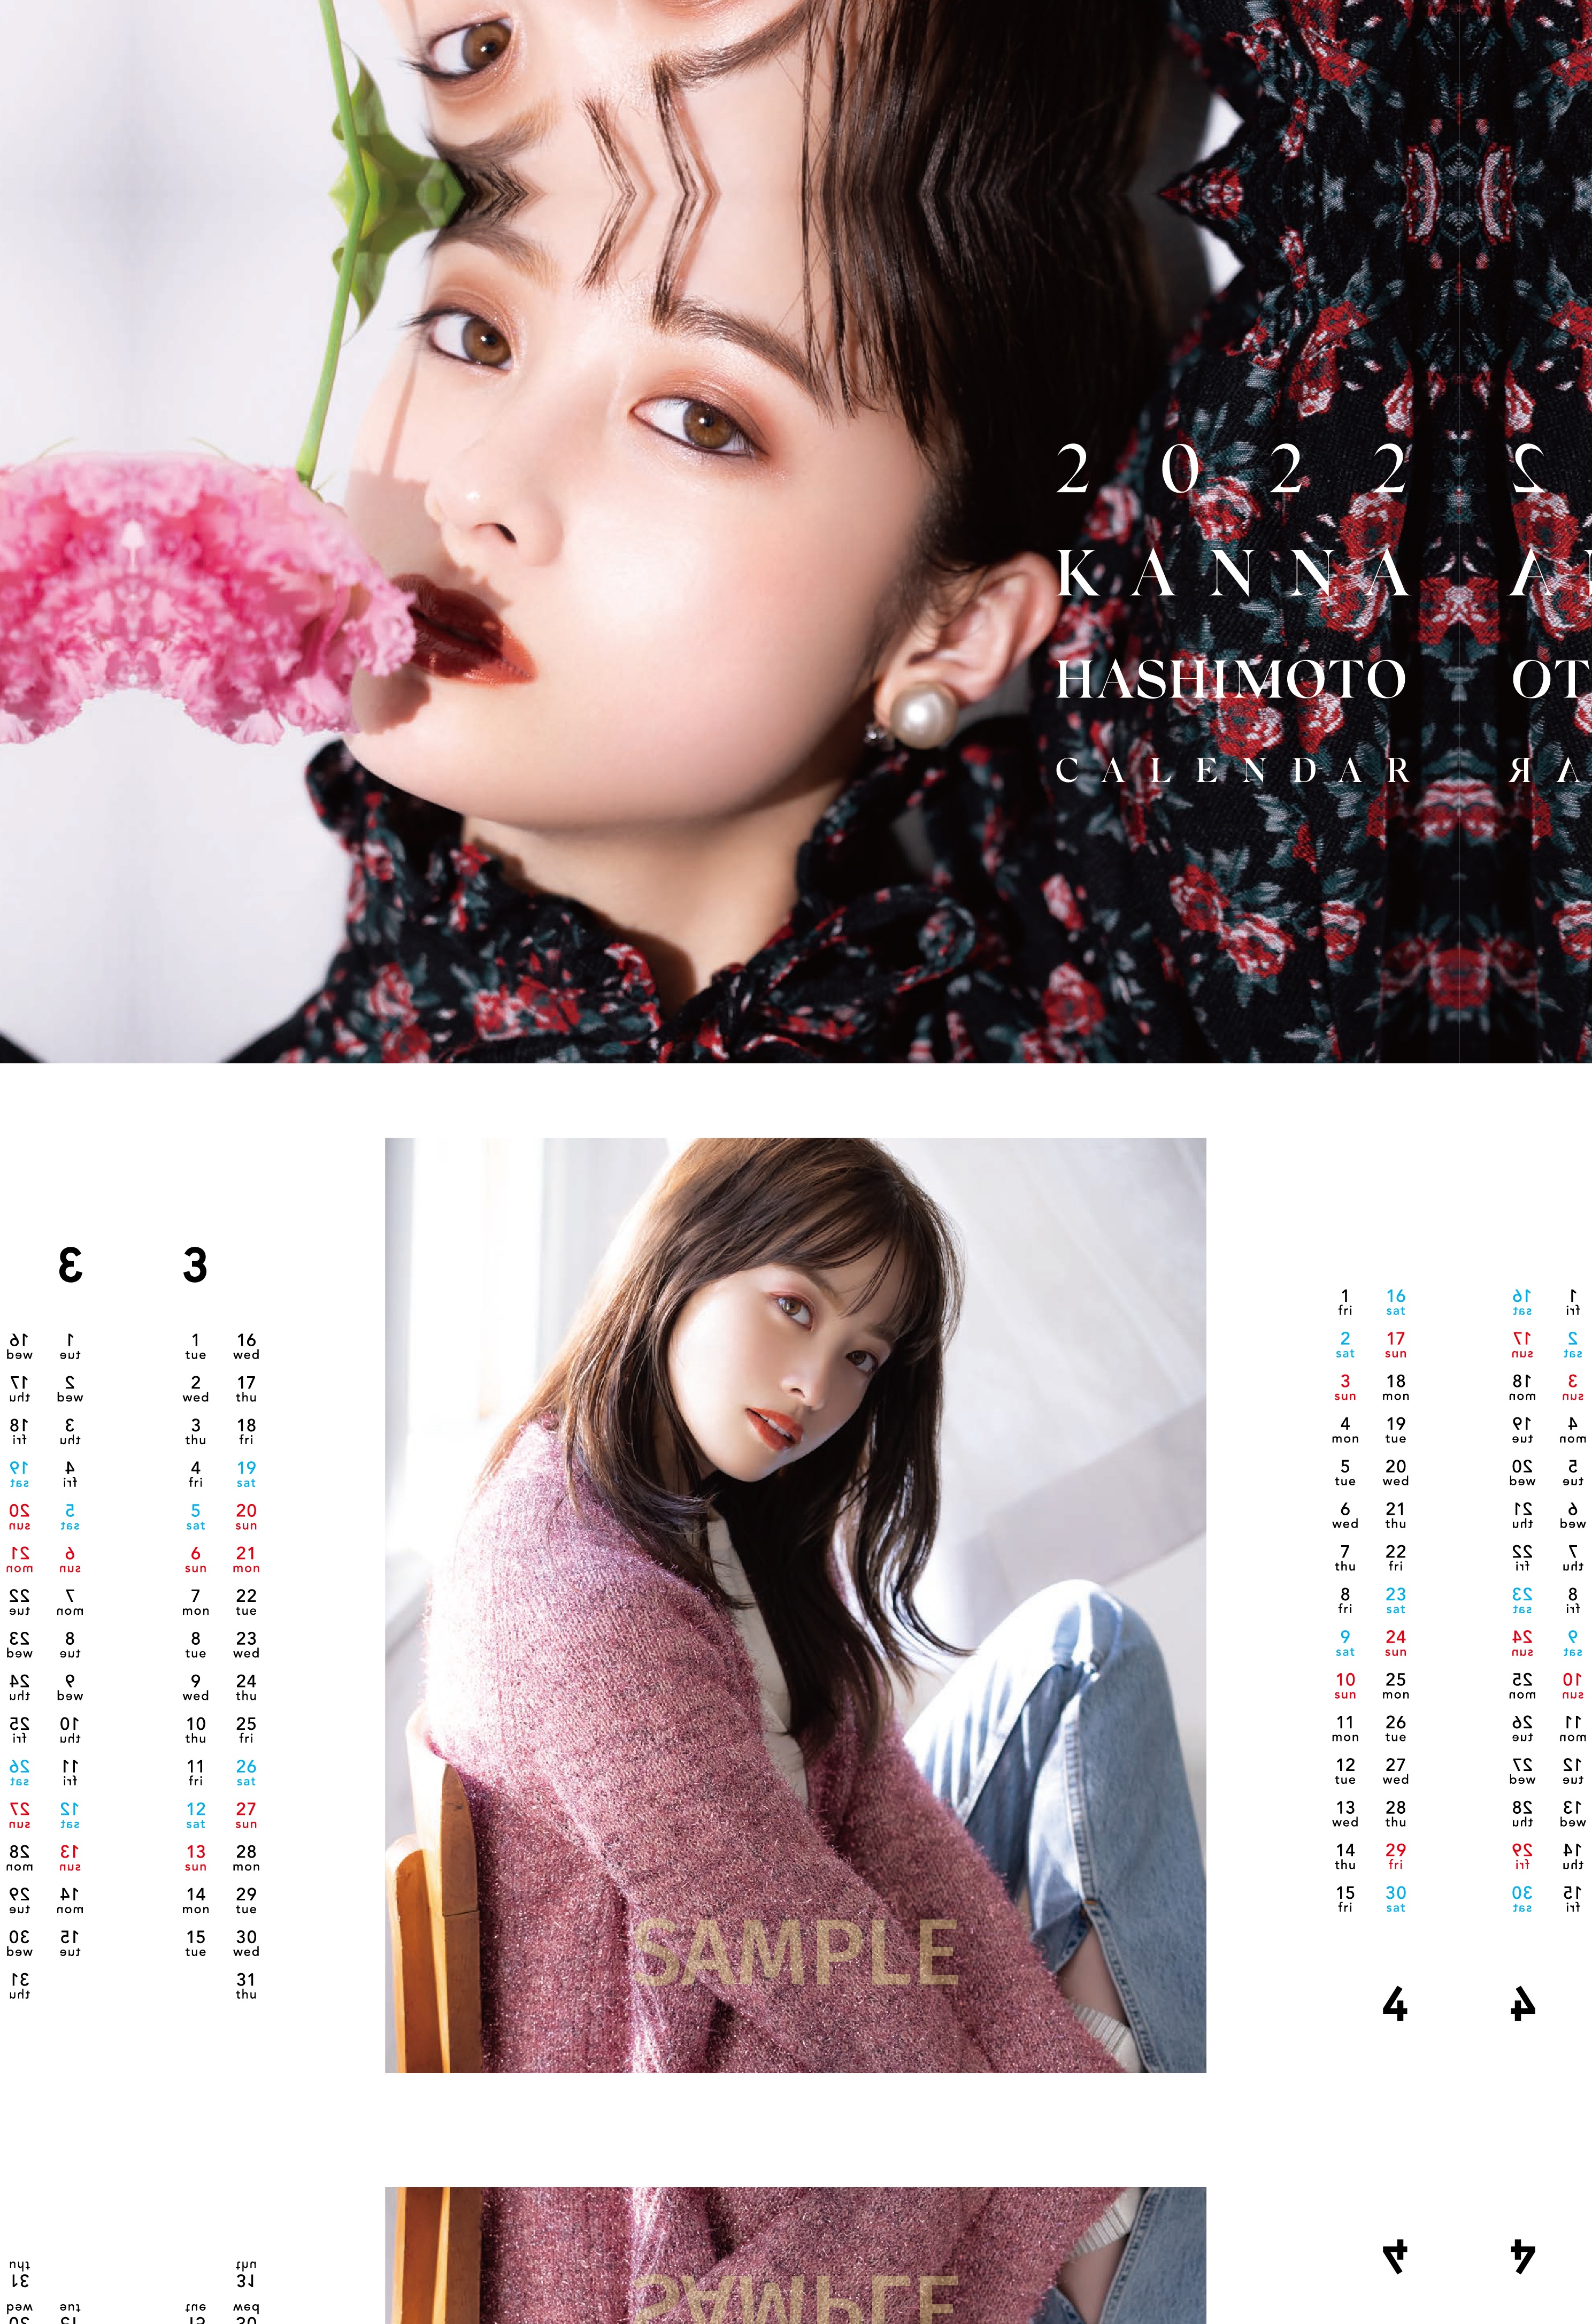 2 0 2 2
KANNA
HASHIMOTO
CALENDAR
3
1 16
tue wed
2 17
wed thu
3 18
thu fri
4 19
fri sat
5 20
sat sun
6 21
sun mon
7 22
mon tue
8 23
tue wed
9 24
wed thu
10 25
thu fri
11 26
fri sat
12 27
sat sun
13 28
sun mon
14 29
mon tue
15 30
tue wed
31
thu
SAMPLE
1 16
fri sat
2 17
sat sun
3 18
sun mon
4 19
mon tue
5 20
tue wed
6 21
wed thu
7 22
thu fri
8 23
fri sat
9 24
sat sun
10 25
sun mon
11 26
mon tue
12 27
tue wed
13 28
wed thu
14 29
thu fri
15 30
fri sat
4